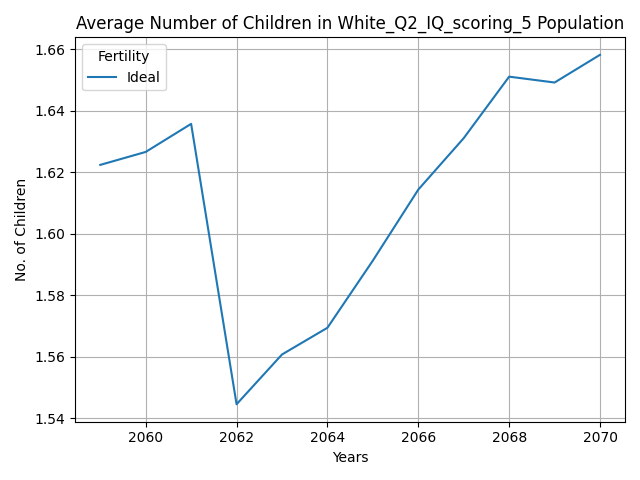 Average Number of Children in White_Q2_IQ_scoring_5 Population
Fertility
Ideal
No. of Children
1.66
1.64
1.62
1.60
1.58
1.56
1.54
2060 2062 2064 2066 2068 2070
Years